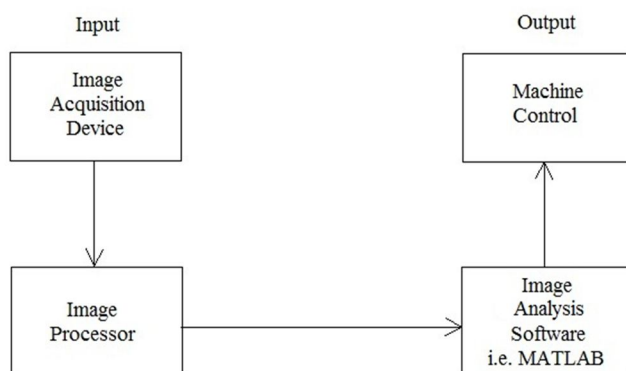 Input
Output
Image
Acquisition
Device
Machine
Control
Image
Processor
Image
Analysis
Software
i.e. MATLAB